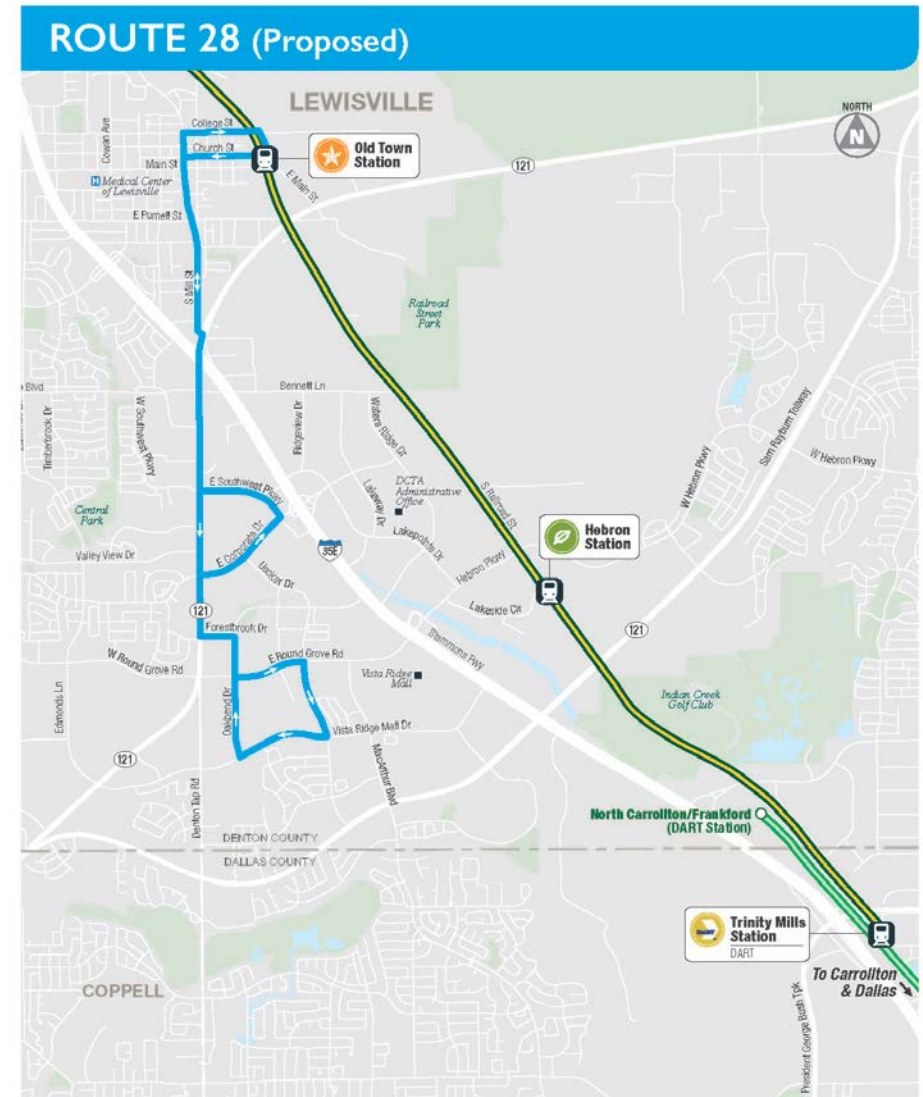 ROUTE 28 (Proposed)
LEWISVILLE
NORTH
N
College St
Cowan Ave
Church St
Old Town
Station
Main St
E Main St
121
H Medical Center
of Lewisville
E Purnell St
S Mill St
Railroad
Street
Park
Bennett Ln
Blvd
Timberbrook Dr
W Southwest Pkwy
Ridgeview Dr
Waters Ridge Dr
Sam Rayburn Tollway
W Hebron Pkwy
W Hebron Pkwy
E Southwest Pkwy
Lakeway Dr
DCTA
Administrative
Office
S Railroad St
Central
Park
E Corporate Dr
Lakepointe Dr
Hebron
Station
Valley View Dr
35E
Uecker Dr
Hebron Pkwy
121
Lakeside Cir
Forestbrook Dr
121
Stemmons Fwy
W Round Grove Rd
E Round Grove Rd
Vista Ridge
Mall
Edmonds Ln
Oakbend Dr
Vista Ridge Mall Dr
Indian Creek
Golf Club
121
MacArthur Blvd
Denton Tap Rd
North Carrollton/Frankford
(DART Station)
DENTON COUNTY
DALLAS COUNTY
Trinity Mills
Station
DART
To Carrollton
& Dallas
COPPELL
President George Bush Tpk